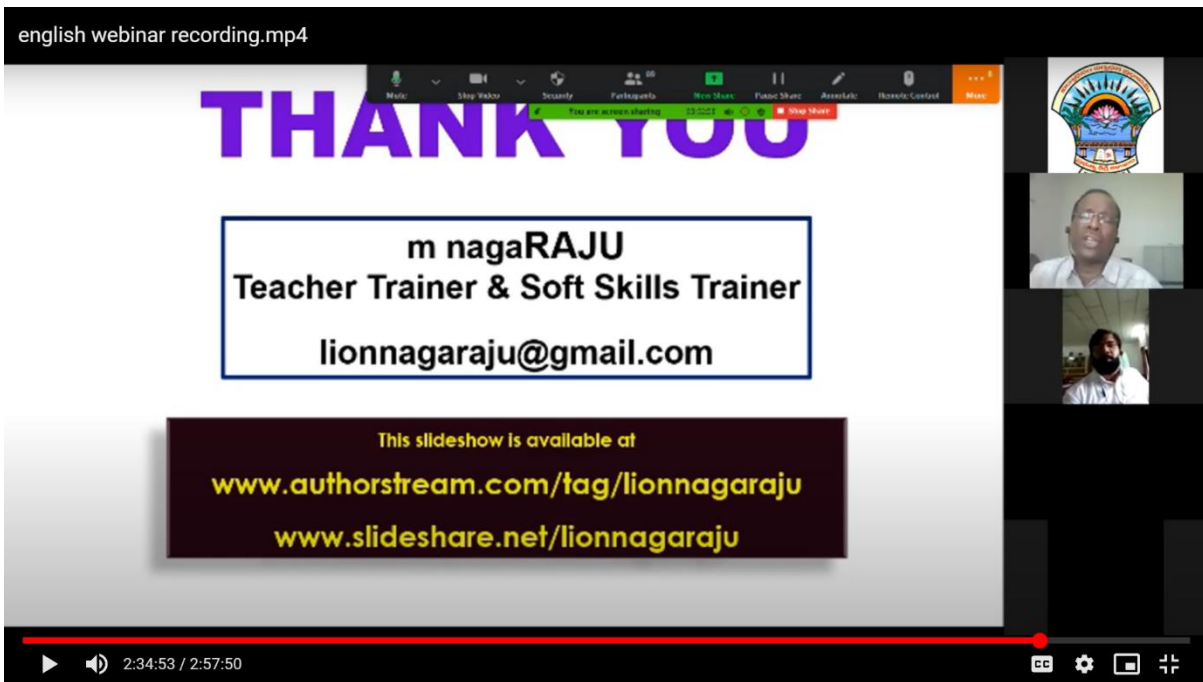 english webinar recording.mp4
Mute Stop Video Security Participants 69 New Share Pause Share Annotate Remote Control More
You are screen sharing Stop Share
THANK YOU
m nagaRAJU
Teacher Trainer & Soft Skills Trainer
lionnagaraju@gmail.com
This slideshow is available at
www.authorstream.com/tag/lionnagaraju
www.slideshare.net/lionnagaraju
2:34:53 / 2:57:50
CC